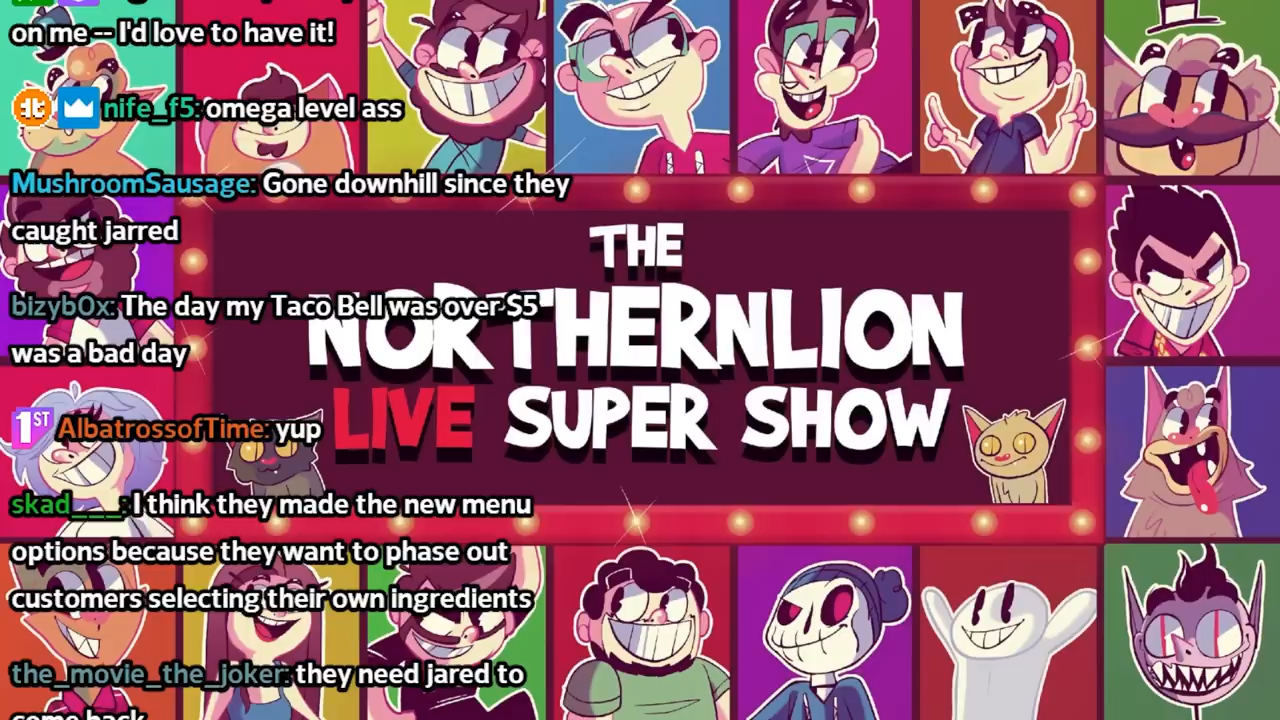 on me -- I'd love to have it!
nife_f5: omega level ass
MushroomSausage: Gone downhill since they
caught jarred
bizyb0x: The day my Taco Bell was over $5
was a bad day
1ST AlbatrossofTime: yup
skad___: I think they made the new menu
options because they want to phase out
customers selecting their own ingredients
the_movie_the_joker: they need jared to
come back
THE
NORTHERNLION
LIVE SUPER SHOW